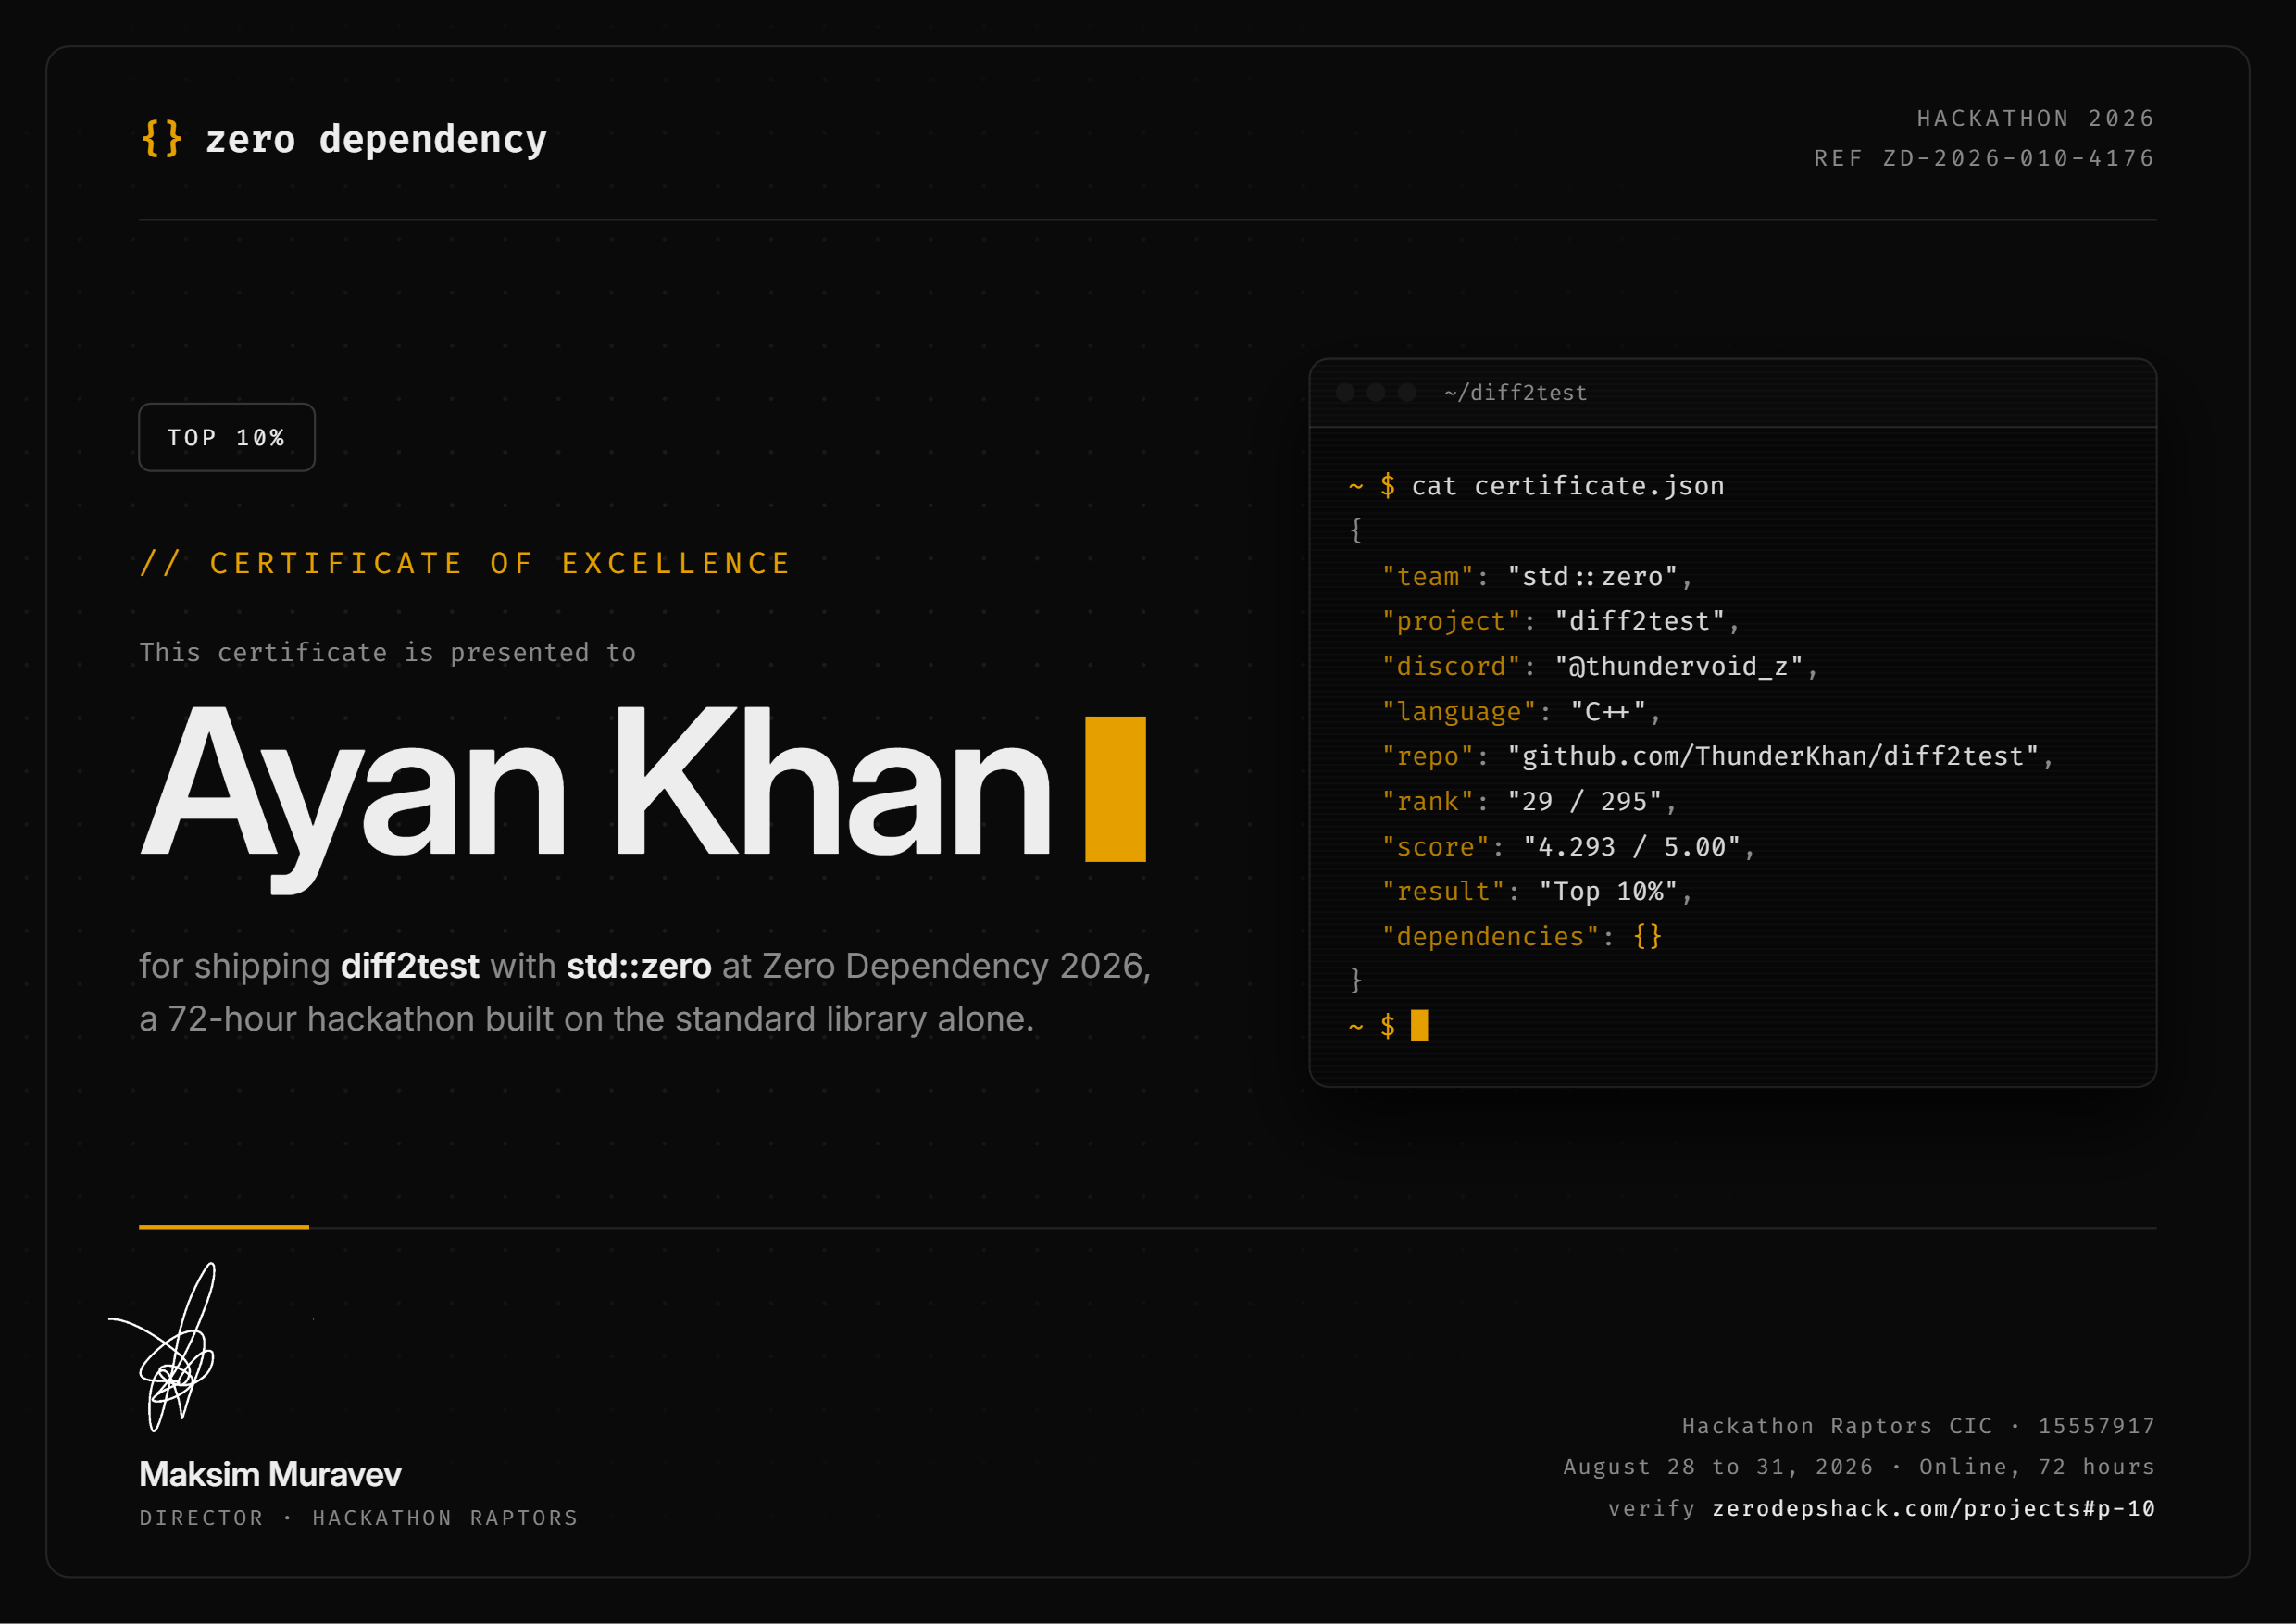 {} zero dependency
HACKATHON 2026
REF ZD-2026-010-4176
TOP 10%
// CERTIFICATE OF EXCELLENCE
This certificate is presented to
Ayan Khan
for shipping diff2test with std::zero at Zero Dependency 2026,
a 72-hour hackathon built on the standard library alone.
~/diff2test
~ $ cat certificate.json
{
"team": "std::zero",
"project": "diff2test",
"discord": "@thundervoid_z",
"language": "C++",
"repo": "github.com/ThunderKhan/diff2test",
"rank": "29 / 295",
"score": "4.293 / 5.00",
"result": "Top 10%",
"dependencies": {}
}
~ $
Maksim Muravev
DIRECTOR · HACKATHON RAPTORS
Hackathon Raptors CIC · 15557917
August 28 to 31, 2026 · Online, 72 hours
verify zerodepshack.com/projects#p-10